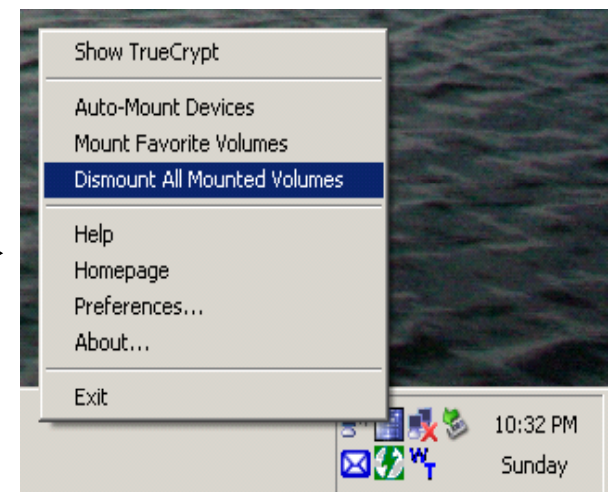 Show TrueCrypt
Auto-Mount Devices
Mount Favorite Volumes
Dismount All Mounted Volumes
Help
Homepage
Preferences...
About...
Exit
10:32 PM
W
T
Sunday